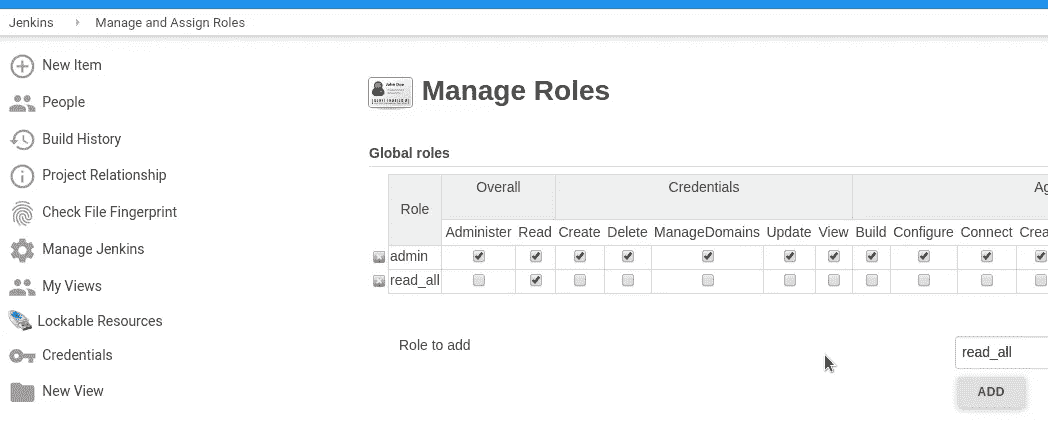 Jenkins Manage and Assign Roles
New Item
People
Build History
Project Relationship
Check File Fingerprint
Manage Jenkins
My Views
Lockable Resources
Credentials
New View
Manage Roles
Global roles
Role Overall Credentials Ag
Administer Read Create Delete ManageDomains Update View Build Configure Connect Crea
admin
read_all
Role to add read_all
ADD